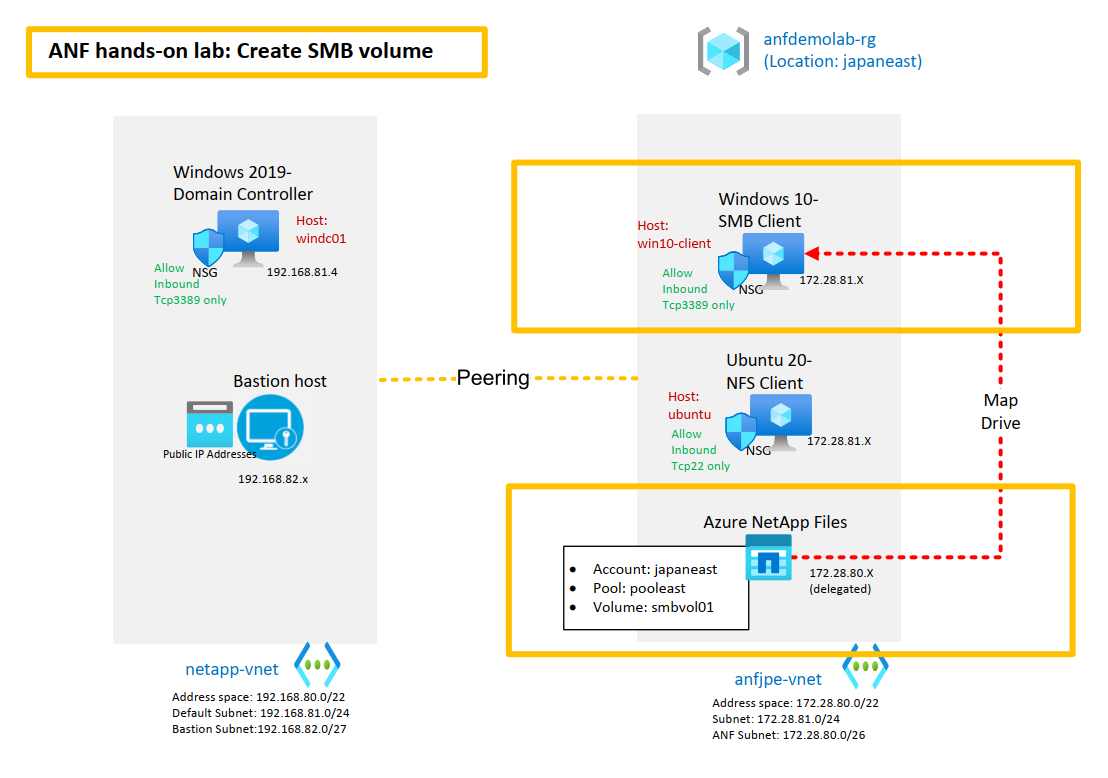 ANF hands-on lab: Create SMB volume
anfdemolab-rg
(Location: japaneast)
Windows 2019-
Domain Controller
Host:
windc01
NSG
192.168.81.4
Allow
Inbound
Tcp3389 only
Bastion host
Public IP Addresses
192.168.82.x
netapp-vnet
Address space: 192.168.80.0/22
Default Subnet: 192.168.81.0/24
Bastion Subnet:192.168.82.0/27
Peering
Windows 10-
SMB Client
Host:
win10-client
Allow
Inbound
Tcp3389 only
NSG
172.28.81.X
Ubuntu 20-
NFS Client
Host:
ubuntu
Allow
Inbound
Tcp22 only
NSG
172.28.81.X
Map
Drive
Azure NetApp Files
• Account: japaneast
• Pool: pooleast
• Volume: smbvol01
172.28.80.X
(delegated)
anfjpe-vnet
Address space: 172.28.80.0/22
Subnet: 172.28.81.0/24
ANF Subnet: 172.28.80.0/26